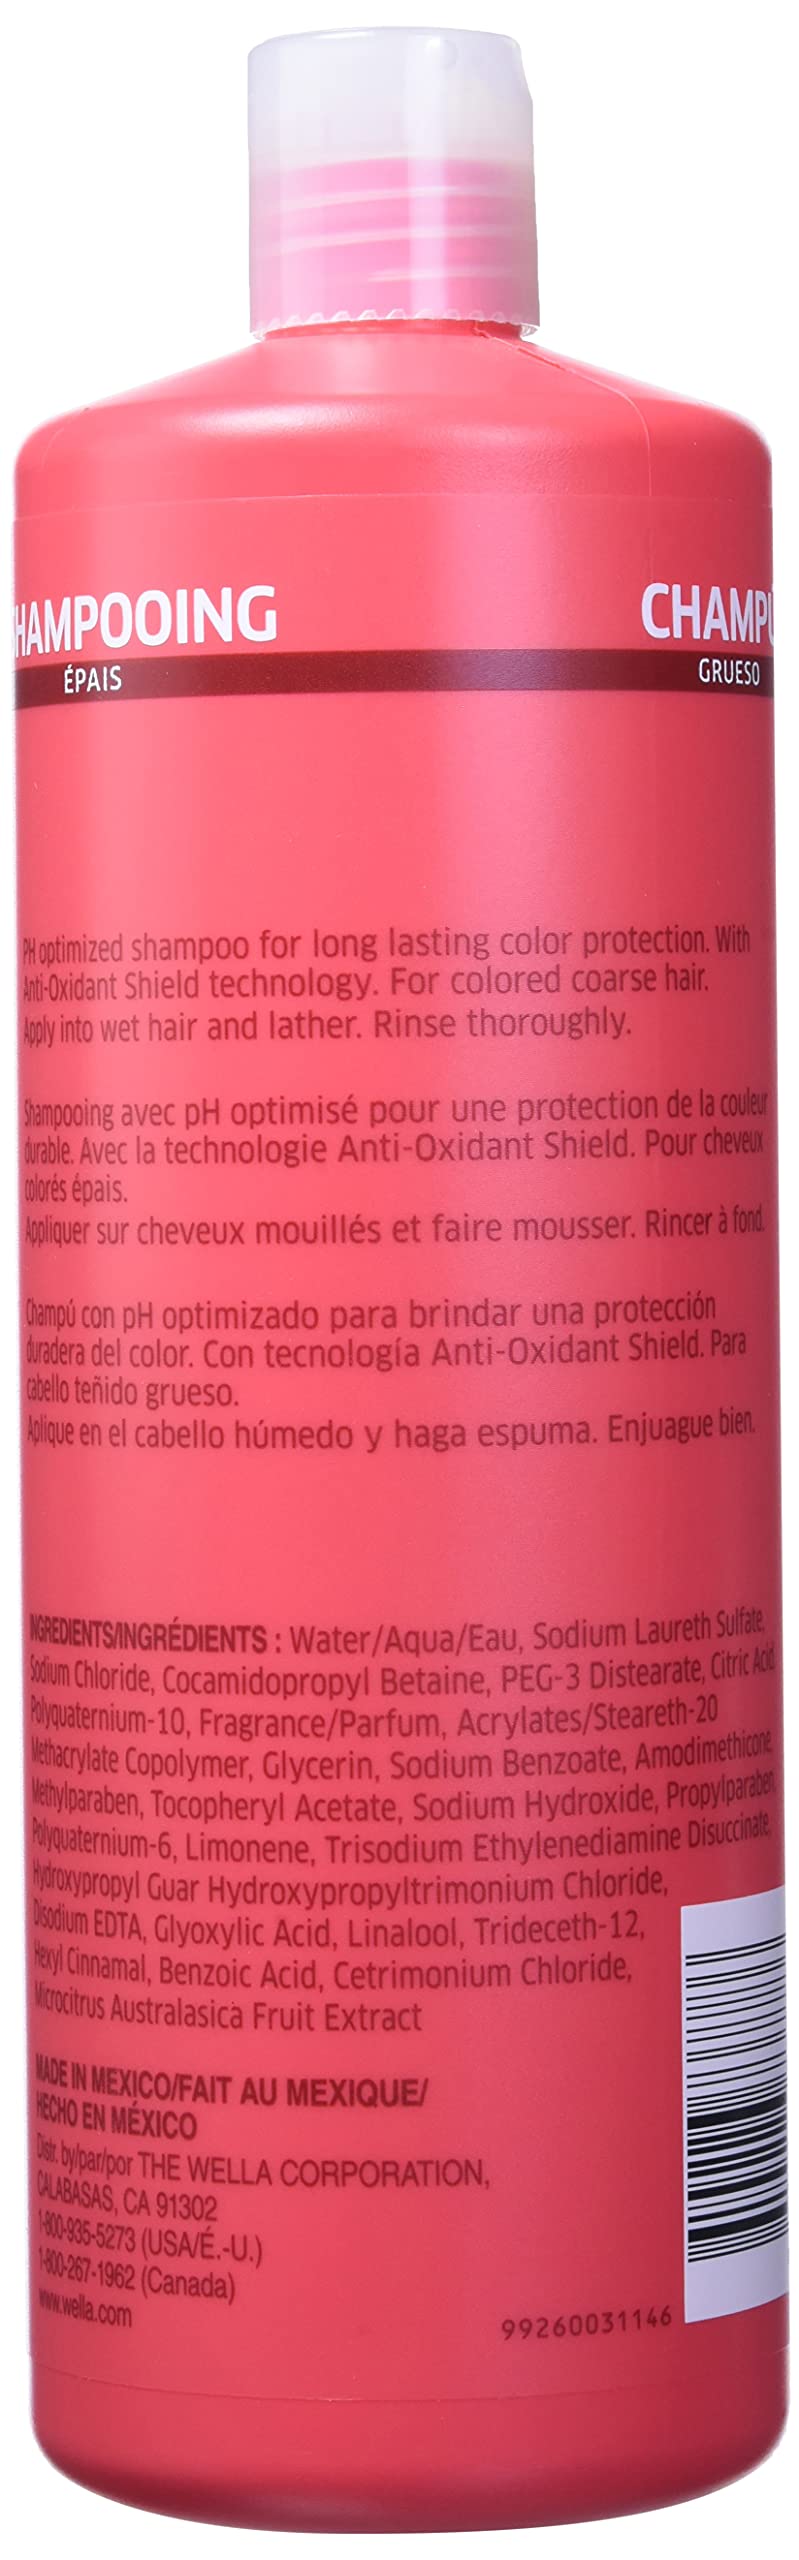 SHAMPOOING
ÉPAIS
CHAMPÚ
GRUESO
PH optimized shampoo for long lasting color protection. With
Anti-Oxidant Shield technology. For colored coarse hair.
Apply into wet hair and lather. Rinse thoroughly.
Shampooing avec pH optimisé pour une protection de la couleur
durable. Avec la technologie Anti-Oxidant Shield. Pour cheveux
colorés épais.
Appliquer sur cheveux mouillés et faire mousser. Rincer à fond.
Champú con pH optimizado para brindar una protección
duradera del color. Con tecnología Anti-Oxidant Shield. Para
cabello teñido grueso.
Aplique en el cabello húmedo y haga espuma. Enjuague bien.
INGREDIENTS/INGRÉDIENTS : Water/Aqua/Eau, Sodium Laureth Sulfate,
Sodium Chloride, Cocamidopropyl Betaine, PEG-3 Distearate, Citric Acid,
Polyquaternium-10, Fragrance/Parfum, Acrylates/Steareth-20
Methacrylate Copolymer, Glycerin, Sodium Benzoate, Amodimethicone,
Methylparaben, Tocopheryl Acetate, Sodium Hydroxide, Propylparaben,
Polyquaternium-6, Limonene, Trisodium Ethylenediamine Disuccinate,
Hydroxypropyl Guar Hydroxypropyltrimonium Chloride,
Disodium EDTA, Glyoxylic Acid, Linalool, Trideceth-12,
Hexyl Cinnamal, Benzoic Acid, Cetrimonium Chloride,
Microcitrus Australasica Fruit Extract
MADE IN MEXICO/FAIT AU MEXIQUE/
HECHO EN MÉXICO
Distr. by/par/por THE WELLA CORPORATION,
CALABASAS, CA 91302
1-800-935-5273 (USA/É.-U.)
1-800-267-1962 (Canada)
www.wella.com
99260031146